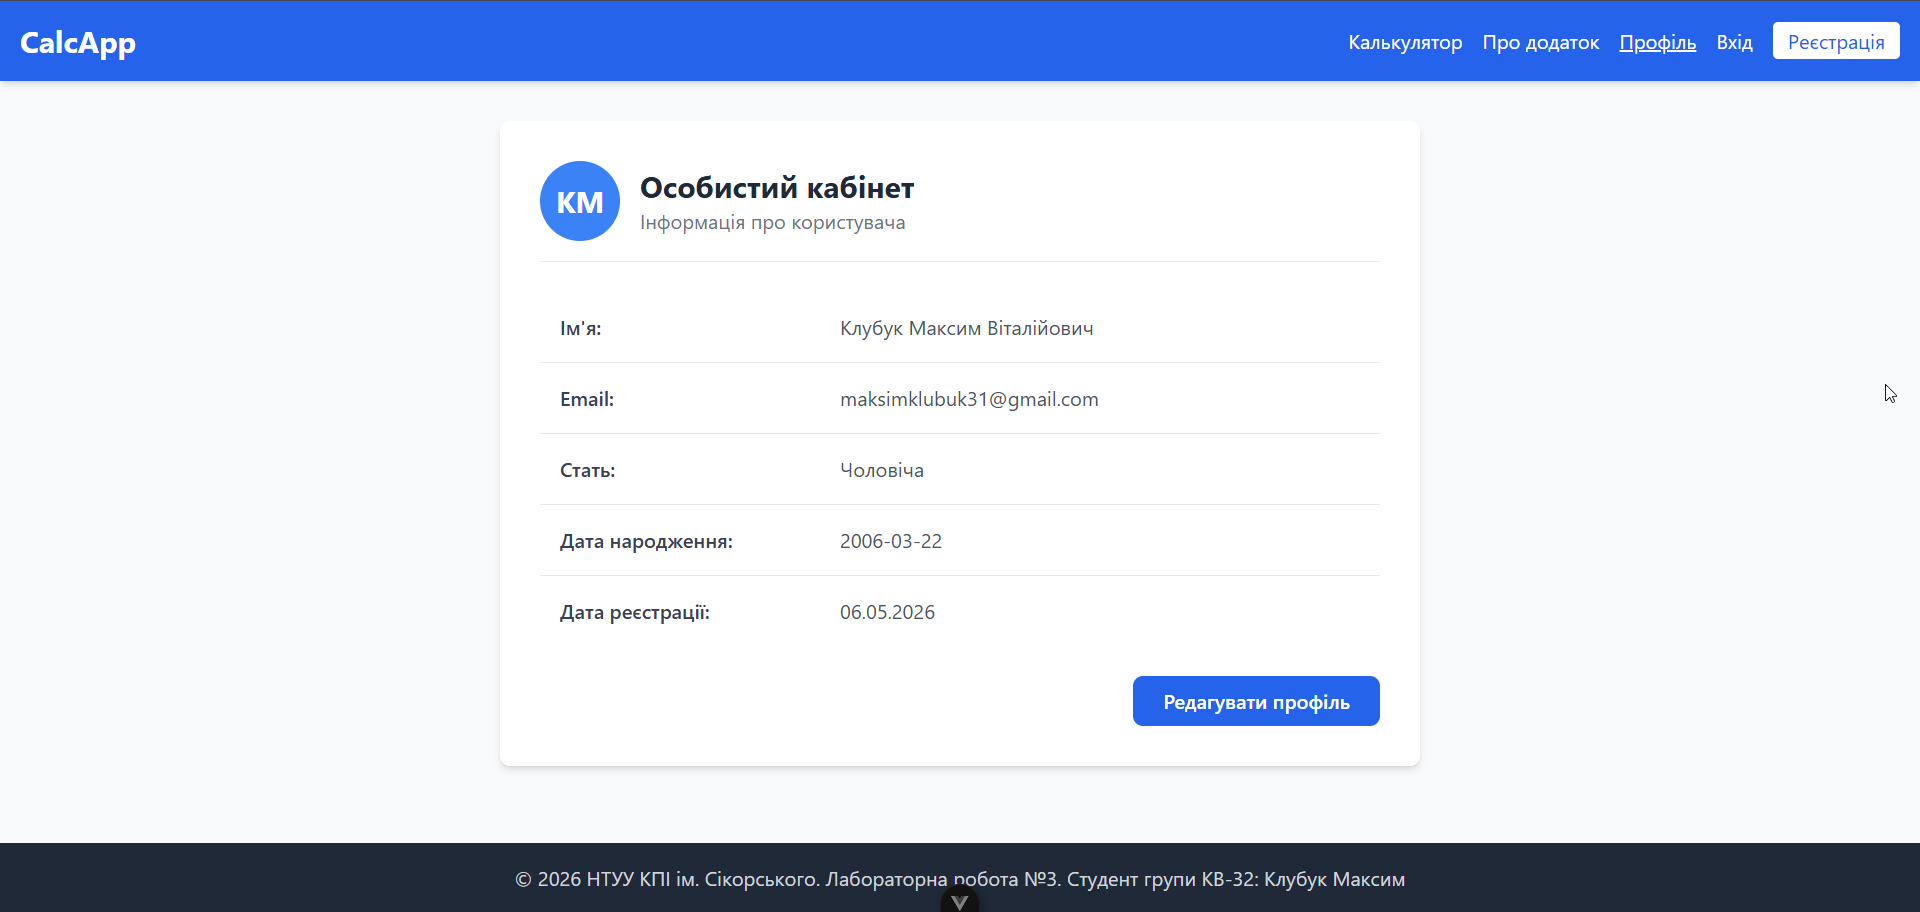 CalcApp
Калькулятор Про додаток Профіль Вхід Реєстрація
КМ
Особистий кабінет
Інформація про користувача
Ім'я: Клубук Максим Віталійович
Email: maksimklubuk31@gmail.com
Стать: Чоловіча
Дата народження: 2006-03-22
Дата реєстрації: 06.05.2026
Редагувати профіль
© 2026 НТУУ КПІ ім. Сікорського. Лабораторна робота №3. Студент групи КВ-32: Клубук Максим